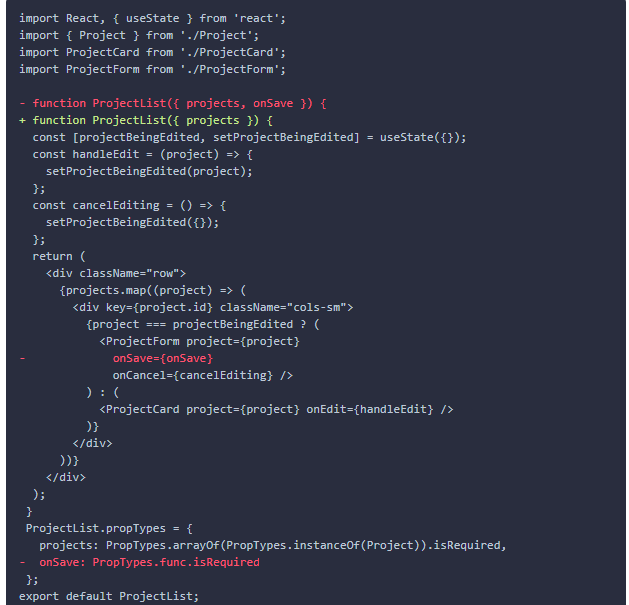 import React, { useState } from 'react';
import { Project } from './Project';
import ProjectCard from './ProjectCard';
import ProjectForm from './ProjectForm';

- function ProjectList({ projects, onSave }) {
+ function ProjectList({ projects }) {
  const [projectBeingEdited, setProjectBeingEdited] = useState({});
  const handleEdit = (project) => {
    setProjectBeingEdited(project);
  };
  const cancelEditing = () => {
    setProjectBeingEdited({});
  };
  return (
    <div className="row">
      {projects.map((project) => (
        <div key={project.id} className="cols-sm">
          {project === projectBeingEdited ? (
            <ProjectForm project={project}
-             onSave={onSave}
              onCancel={cancelEditing} />
          ) : (
            <ProjectCard project={project} onEdit={handleEdit} />
          )}
        </div>
      ))}
    </div>
  );
 }
 ProjectList.propTypes = {
   projects: PropTypes.arrayOf(PropTypes.instanceOf(Project)).isRequired,
-  onSave: PropTypes.func.isRequired
 };
export default ProjectList;